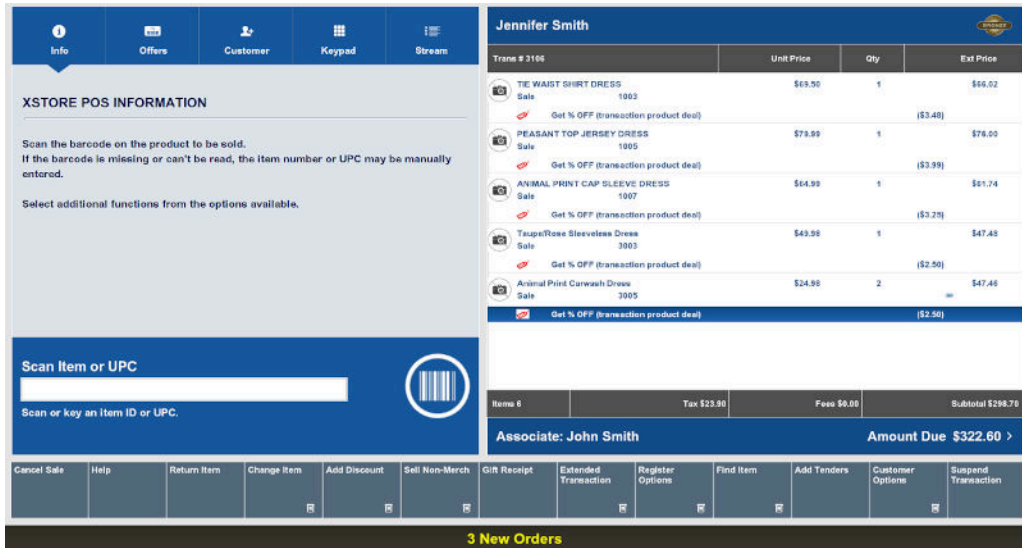 Info
Offers
Customer
Keypad
Stream
XSTORE POS INFORMATION
Scan the barcode on the product to be sold.
If the barcode is missing or can't be read, the item number or UPC may be manually
entered.
Select additional functions from the options available.
Scan Item or UPC
Scan or key an item ID or UPC.
Jennifer Smith
BRONZE
Trans # 3166 Unit Price Qty Ext Price
TIE WAIST SHIRT DRESS $69.50 1 $66.02
Sale 1003
Get % OFF (transaction product deal) ($3.48)
PEASANT TOP JERSEY DRESS $79.99 1 $76.00
Sale 1005
Get % OFF (transaction product deal) ($3.99)
ANIMAL PRINT CAP SLEEVE DRESS $64.99 1 $61.74
Sale 1007
Get % OFF (transaction product deal) ($3.25)
Taupe/Rose Sleeveless Dress $49.98 1 $47.48
Sale 3003
Get % OFF (transaction product deal) ($2.50)
Animal Print Carwash Dress $24.98 2 $47.46
Sale 3005
Get % OFF (transaction product deal) ($2.50)
Items 6 Tax $23.90 Fees $0.00 Subtotal $298.70
Associate: John Smith Amount Due $322.60 >
Cancel Sale
Help
Return Item
Change Item
Add Discount
Sell Non-Merch
Gift Receipt
Extended
Transaction
Register
Options
Find Item
Add Tenders
Customer
Options
Suspend
Transaction
3 New Orders